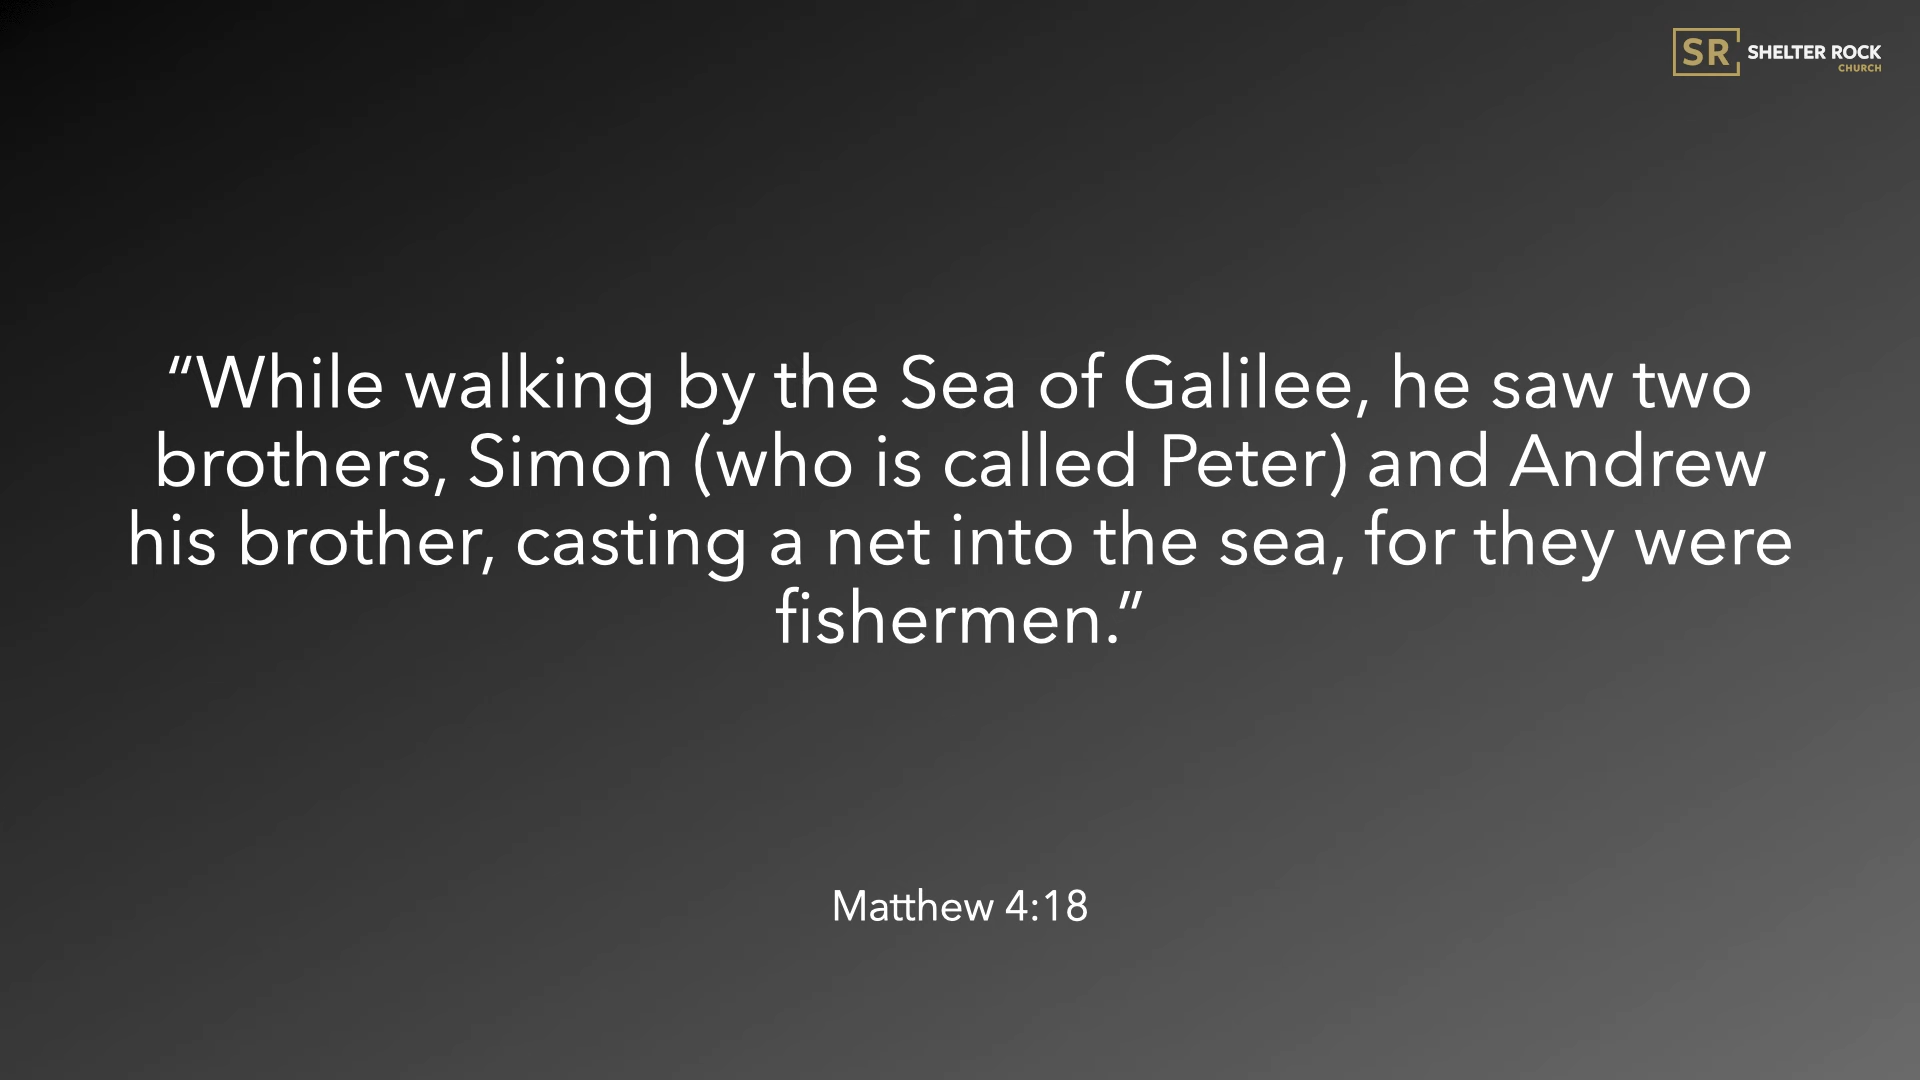 SR SHELTER ROCK
CHURCH
“While walking by the Sea of Galilee, he saw two
brothers, Simon (who is called Peter) and Andrew
his brother, casting a net into the sea, for they were
fishermen.”
Matthew 4:18